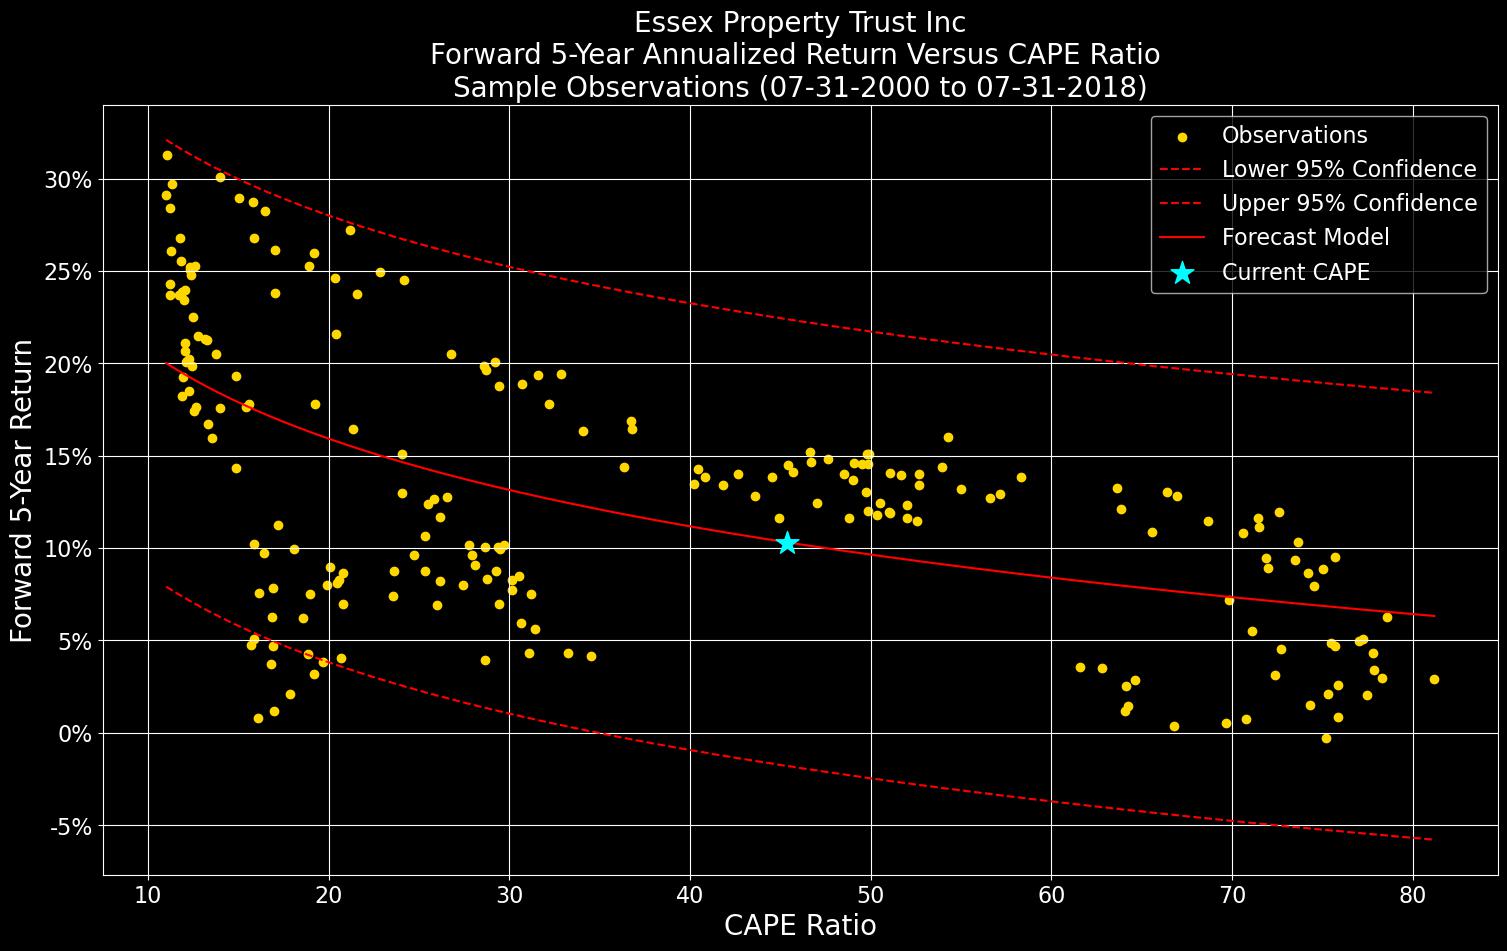 Essex Property Trust Inc
Forward 5-Year Annualized Return Versus CAPE Ratio
Sample Observations (07-31-2000 to 07-31-2018)
Observations
Lower 95% Confidence
Upper 95% Confidence
Forecast Model
Current CAPE
Forward 5-Year Return
30%
25%
20%
15%
10%
5%
0%
-5%
10 20 30 40 50 60 70 80
CAPE Ratio